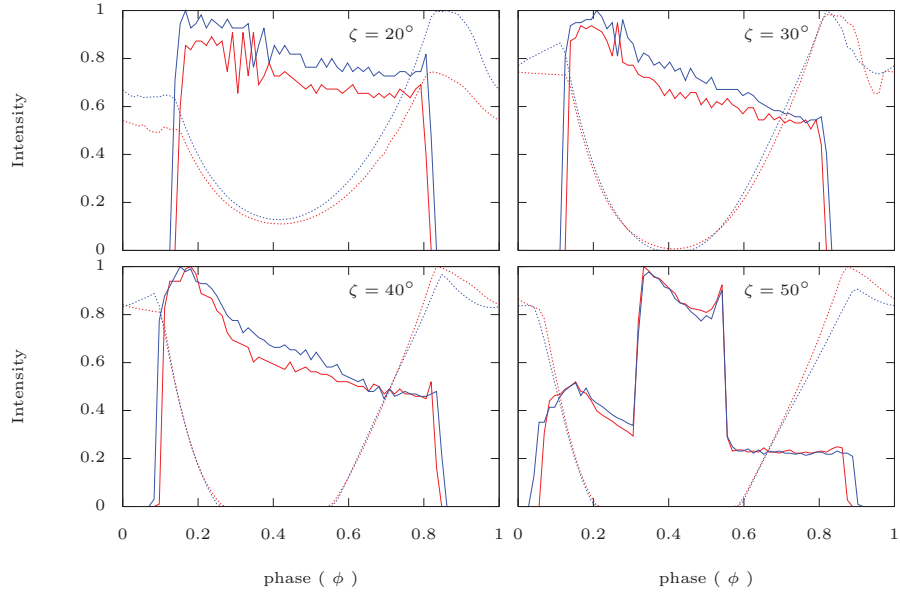 1
0.8
0.6
0.4
0.2
0
Intensity
ζ = 20°
ζ = 30°
1
0.8
0.6
0.4
0.2
0
Intensity
ζ = 40°
ζ = 50°
0 0.2 0.4 0.6 0.8 1
0 0.2 0.4 0.6 0.8 1
phase ( ϕ )
phase ( ϕ )